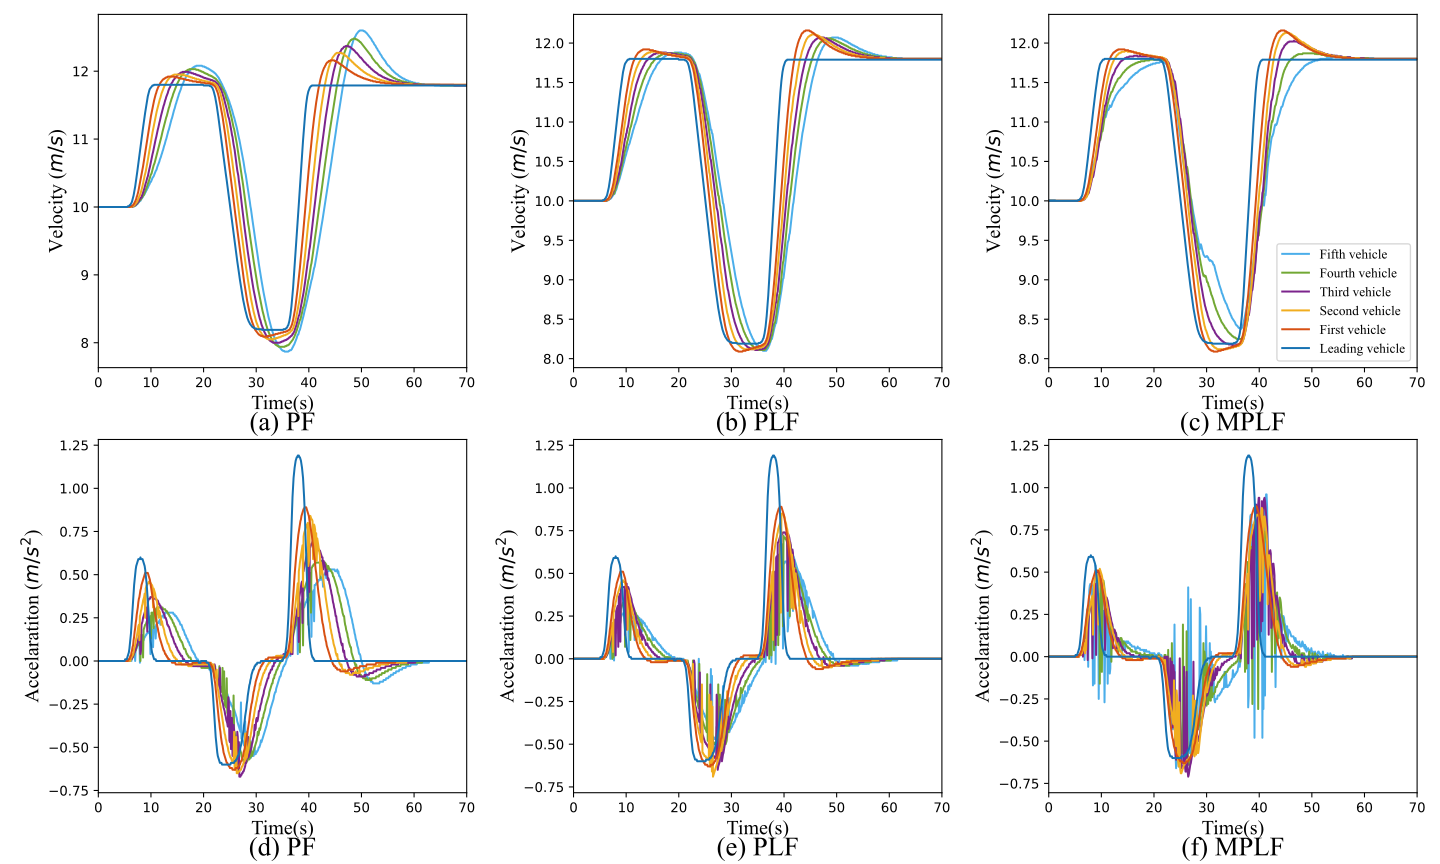 12
11
10
9
8
Velocity (m/s)
0 10 20 30 40 50 60 70
Time(s)
(a) PF
12.0
11.5
11.0
10.5
10.0
9.5
9.0
8.5
8.0
Velocity (m/s)
0 10 20 30 40 50 60 70
Time(s)
(b) PLF
12.0
11.5
11.0
10.5
10.0
9.5
9.0
8.5
8.0
Velocity (m/s)
Fifth vehicle
Fourth vehicle
Third vehicle
Second vehicle
First vehicle
Leading vehicle
0 10 20 30 40 50 60 70
Time(s)
(c) MPLF
1.25
1.00
0.75
0.50
0.25
0.00
−0.25
−0.50
−0.75
Accelaratiton (m/s²)
0 10 20 30 40 50 60 70
Time(s)
(d) PF
1.25
1.00
0.75
0.50
0.25
0.00
−0.25
−0.50
−0.75
Accelaratiton (m/s²)
0 10 20 30 40 50 60 70
Time(s)
(e) PLF
1.25
1.00
0.75
0.50
0.25
0.00
−0.25
−0.50
−0.75
Accelaratiton (m/s²)
0 10 20 30 40 50 60 70
Time(s)
(f) MPLF